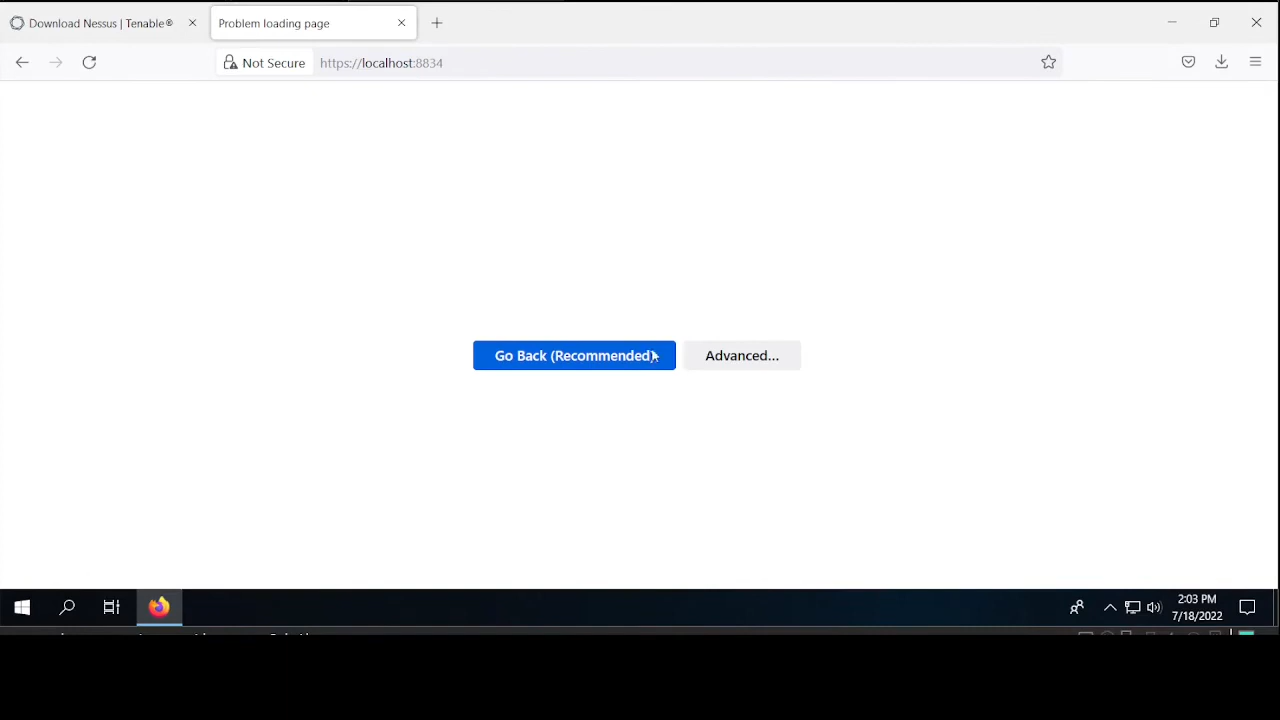 Download Nessus | Tenable®
Problem loading page
Not Secure
https://localhost:8834
Go Back (Recommended)
Advanced...
2:03 PM
7/18/2022